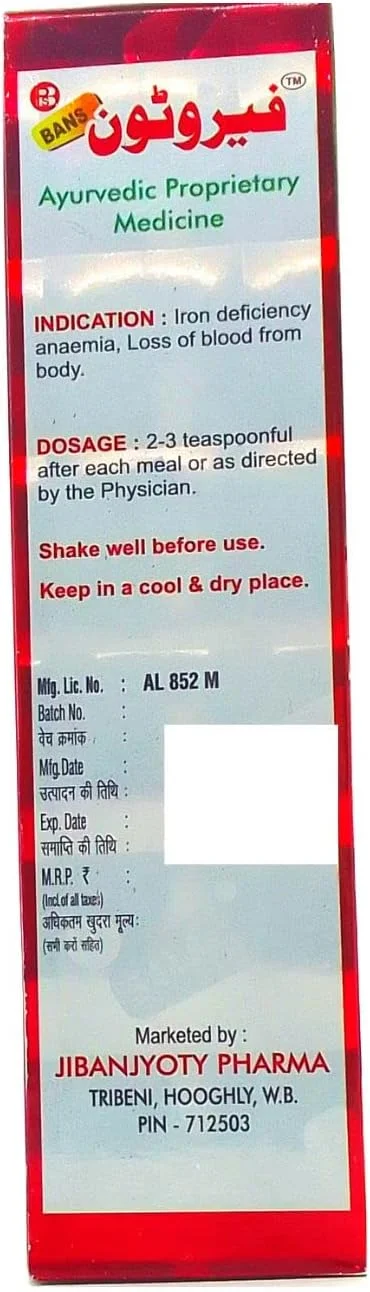 BANS فیروٹون TM
Ayurvedic Proprietary
Medicine
INDICATION : Iron deficiency
anaemia, Loss of blood from
body.
DOSAGE : 2-3 teaspoonful
after each meal or as directed
by the Physician.
Shake well before use.
Keep in a cool & dry place.
Mfg. Lic. No. : AL 852 M
Batch No. :
वेच क्रमांक :
Mfg.Date :
उत्पादन की तिथि :
Exp. Date :
समाप्ति की तिथि :
M.R.P. ₹ :
(Incl.of all taxes)
अधिकतम खुदरा मूल्य:
(सभी करों सहित)
Marketed by :
JIBANJYOTY PHARMA
TRIBENI, HOOGHLY, W.B.
PIN - 712503